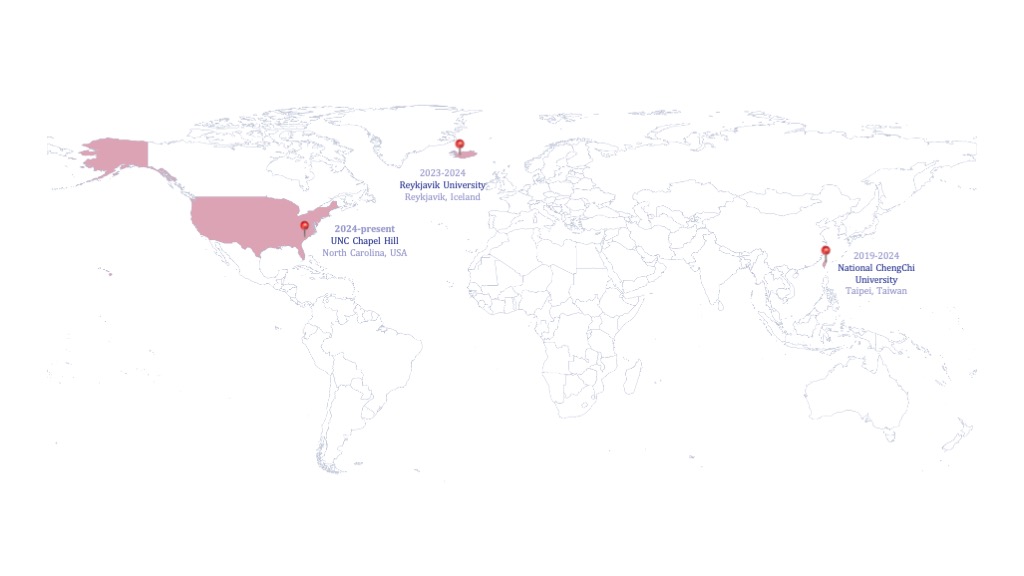 2023-2024
Reykjavik University
Reykjavik, Iceland
2024-present
UNC Chapel Hill
North Carolina, USA
2019-2024
National ChengChi
University
Taipei, Taiwan